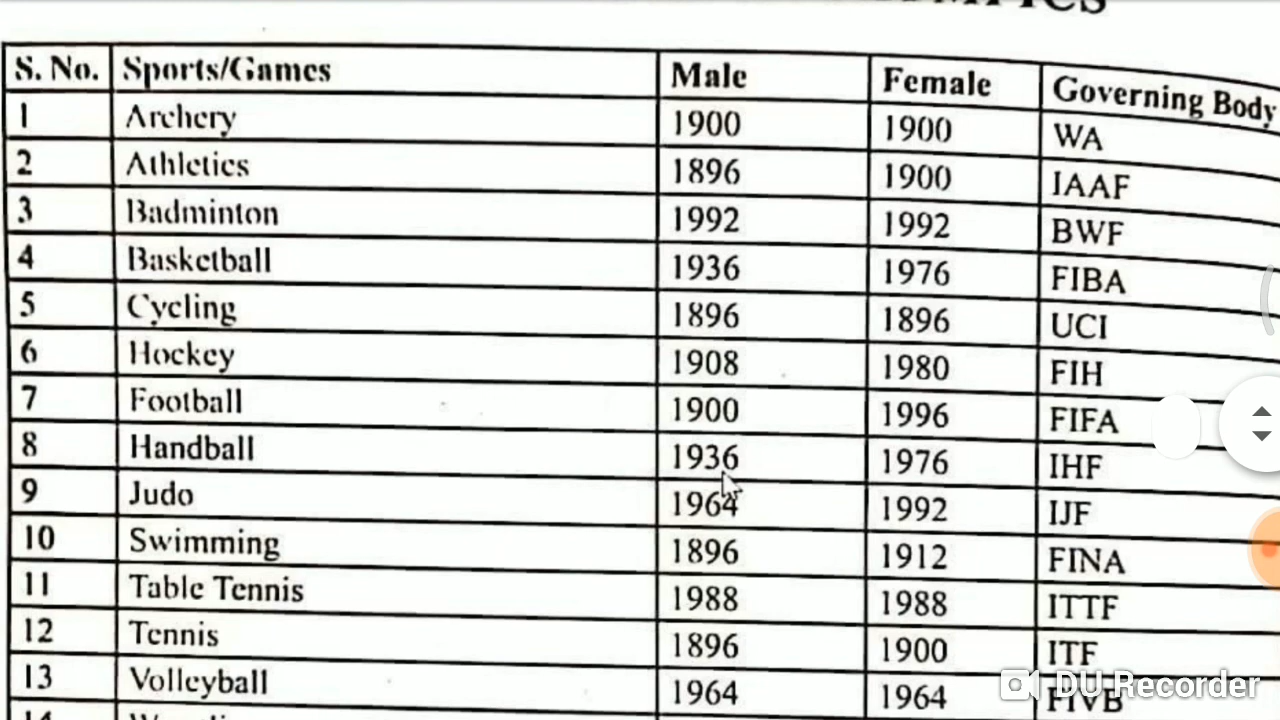 S. No. Sports/Games Male Female Governing Body
1 Archery 1900 1900 WA
2 Athletics 1896 1900 IAAF
3 Badminton 1992 1992 BWF
4 Basketball 1936 1976 FIBA
5 Cycling 1896 1896 UCI
6 Hockey 1908 1980 FIH
7 Football 1900 1996 FIFA
8 Handball 1936 1976 IHF
9 Judo 1964 1992 IJF
10 Swimming 1896 1912 FINA
11 Table Tennis 1988 1988 ITTF
12 Tennis 1896 1900 ITF
13 Volleyball 1964 1964 FIVB
DU Recorder